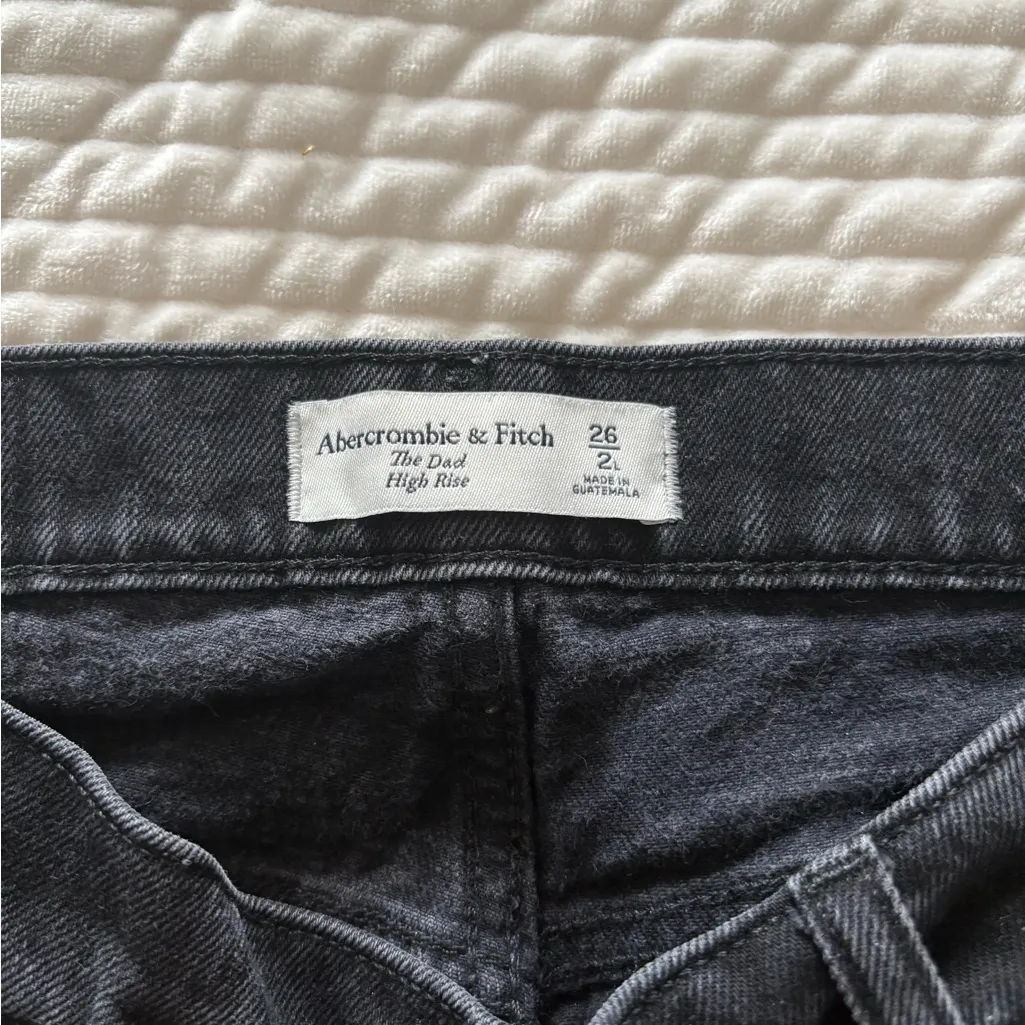 Abercrombie & Fitch
The Dad
High Rise
26
2L
MADE IN
GUATEMALA